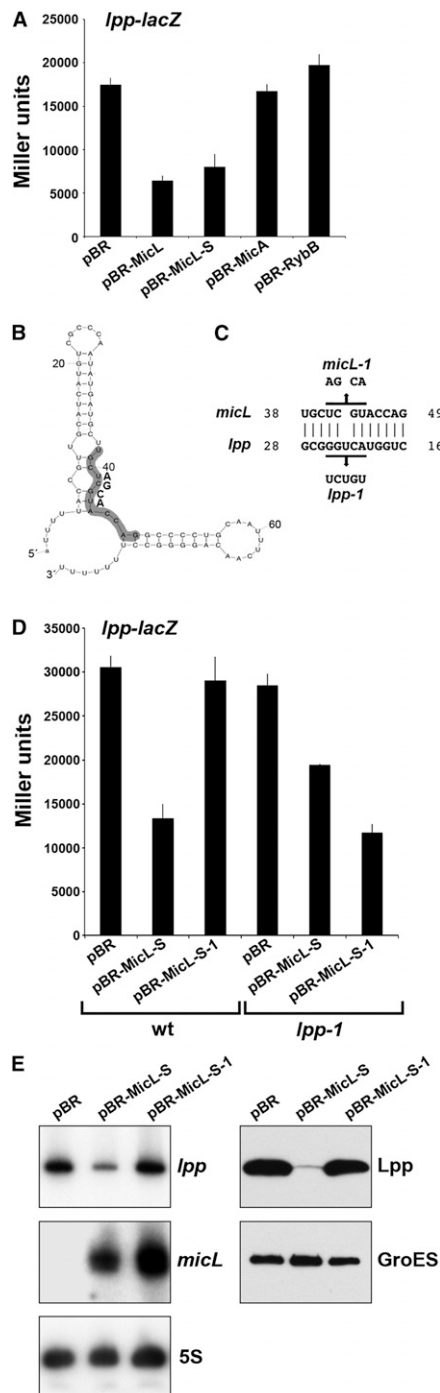 A
lpp-lacZ
Miller units
20000
15000
10000
5000
0
pBR
pBR-MicL
pBR-MicL-S
pBR-MicA
pBR-RybB
B
20
40
AG
CA
60
5'
3'
C
micL-1
AG CA
micL 38 UGCUC GUACCAG 49
lpp 28 GCGGGUCAUGGUC 16
UCUGU
lpp-1
D
lpp-lacZ
Miller units
35000
30000
25000
20000
15000
10000
5000
0
pBR
pBR-MicL-S
pBR-MicL-S-1
pBR
pBR-MicL-S
pBR-MicL-S-1
wt
lpp-1
E
pBR
pBR-MicL-S
pBR-MicL-S-1
lpp
micL
5S
pBR
pBR-MicL-S
pBR-MicL-S-1
Lpp
GroES